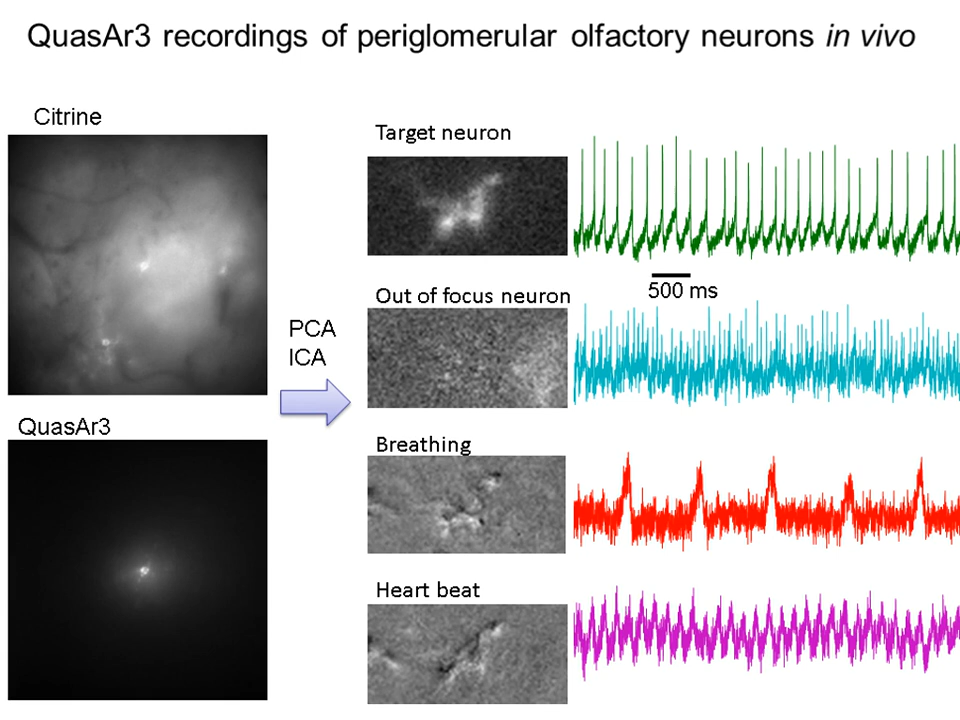 QuasAr3 recordings of periglomerular olfactory neurons in vivo
Citrine
QuasAr3
PCA
ICA
Target neuron
500 ms
Out of focus neuron
Breathing
Heart beat